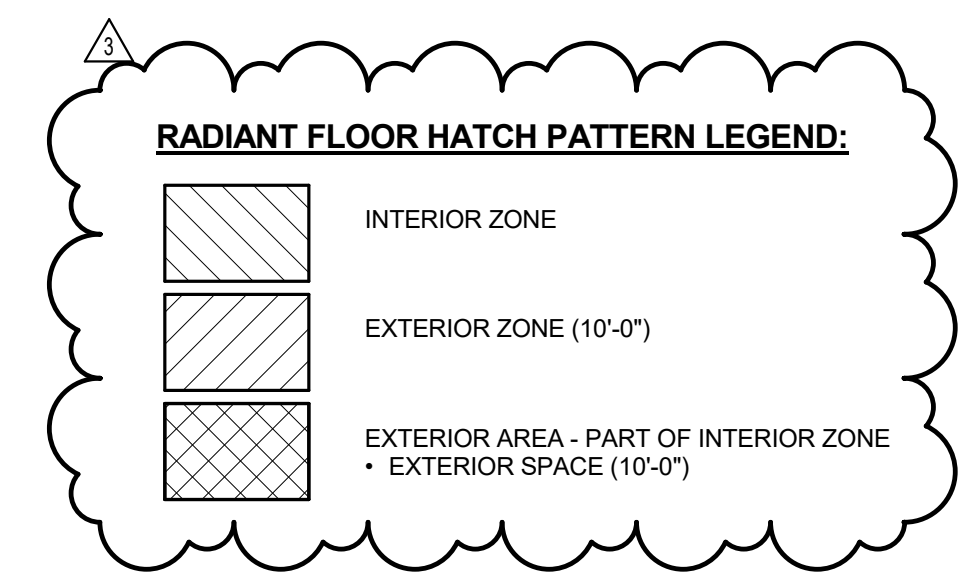 3
RADIANT FLOOR HATCH PATTERN LEGEND:
INTERIOR ZONE
EXTERIOR ZONE (10'-0")
EXTERIOR AREA - PART OF INTERIOR ZONE
• EXTERIOR SPACE (10'-0")